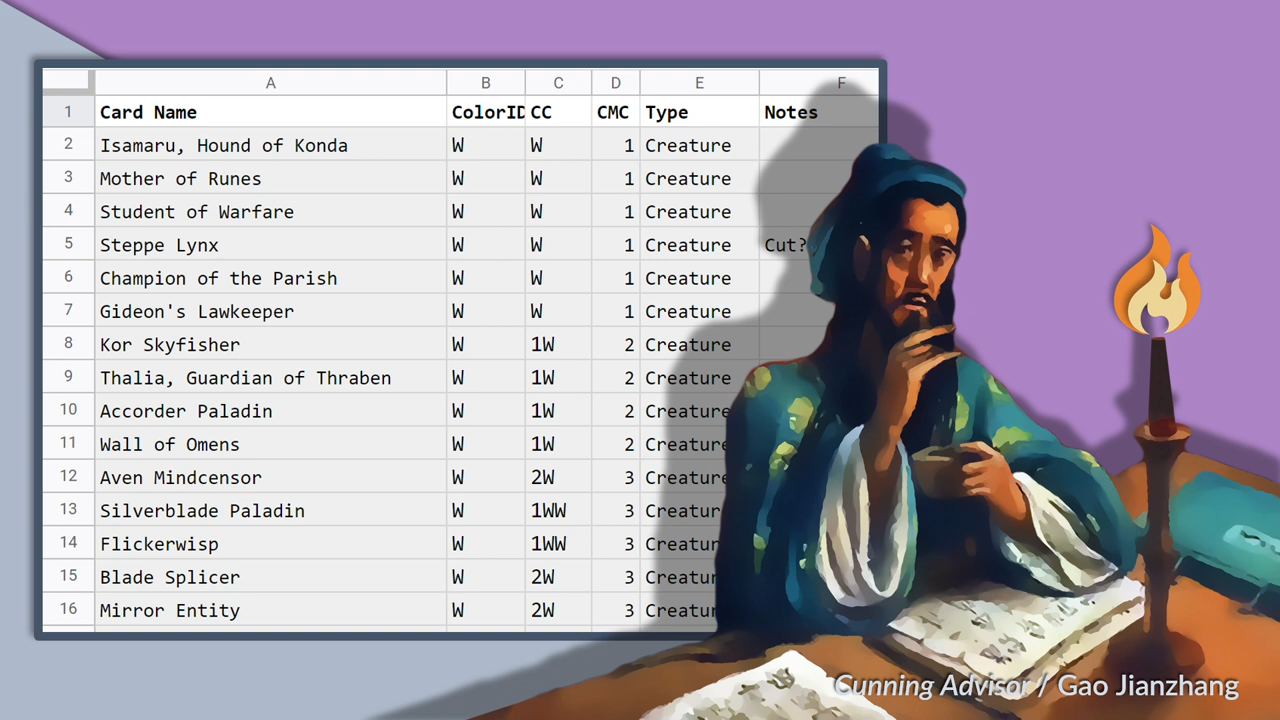 A B C D E F
1 Card Name ColorID CC CMC Type Notes
2 Isamaru, Hound of Konda W W 1 Creature
3 Mother of Runes W W 1 Creature
4 Student of Warfare W W 1 Creature
5 Steppe Lynx W W 1 Creature Cut?
6 Champion of the Parish W W 1 Creature
7 Gideon's Lawkeeper W W 1 Creature
8 Kor Skyfisher W 1W 2 Creature
9 Thalia, Guardian of Thraben W 1W 2 Creature
10 Accorder Paladin W 1W 2 Creature
11 Wall of Omens W 1W 2 Creature
12 Aven Mindcensor W 2W 3 Creature
13 Silverblade Paladin W 1WW 3 Creatur
14 Flickerwisp W 1WW 3 Creatur
15 Blade Splicer W 2W 3 Creatur
16 Mirror Entity W 2W 3 Creatur
Cunning Advisor / Gao Jianzhang